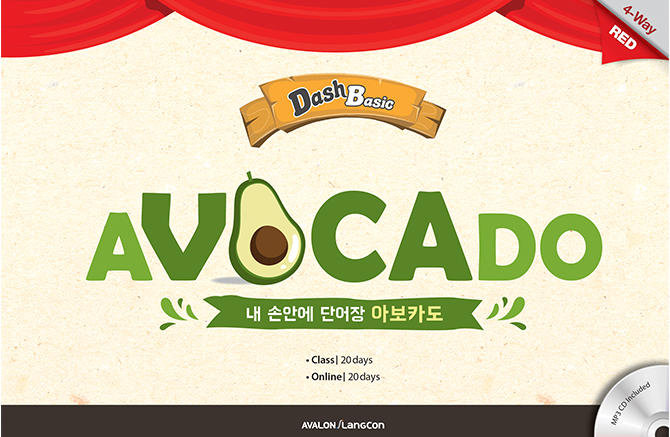 4-Way
RED
Dash Basic
AVOCADO
내 손안에 단어장 아보카도
• Class | 20 days
• Online | 20 days
MP3 CD Included
AVALON / Langcon